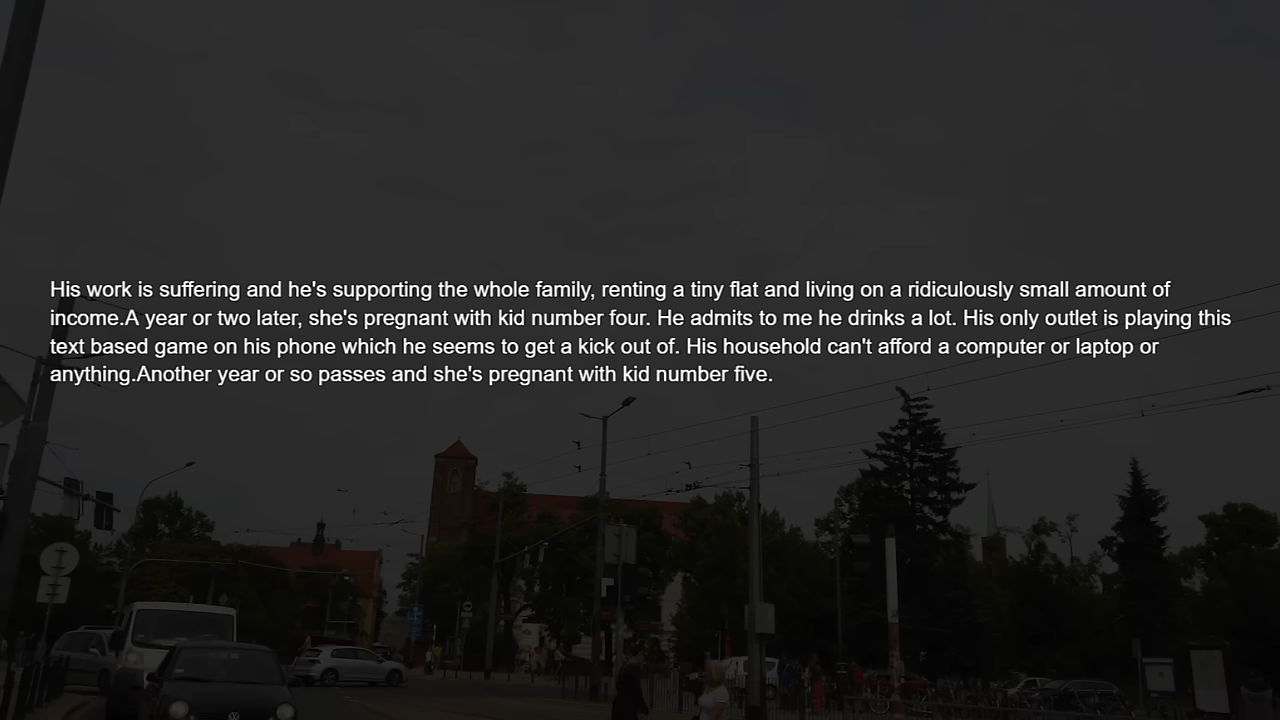 His work is suffering and he's supporting the whole family, renting a tiny flat and living on a ridiculously small amount of
income.A year or two later, she's pregnant with kid number four. He admits to me he drinks a lot. His only outlet is playing this
text based game on his phone which he seems to get a kick out of. His household can't afford a computer or laptop or
anything.Another year or so passes and she's pregnant with kid number five.